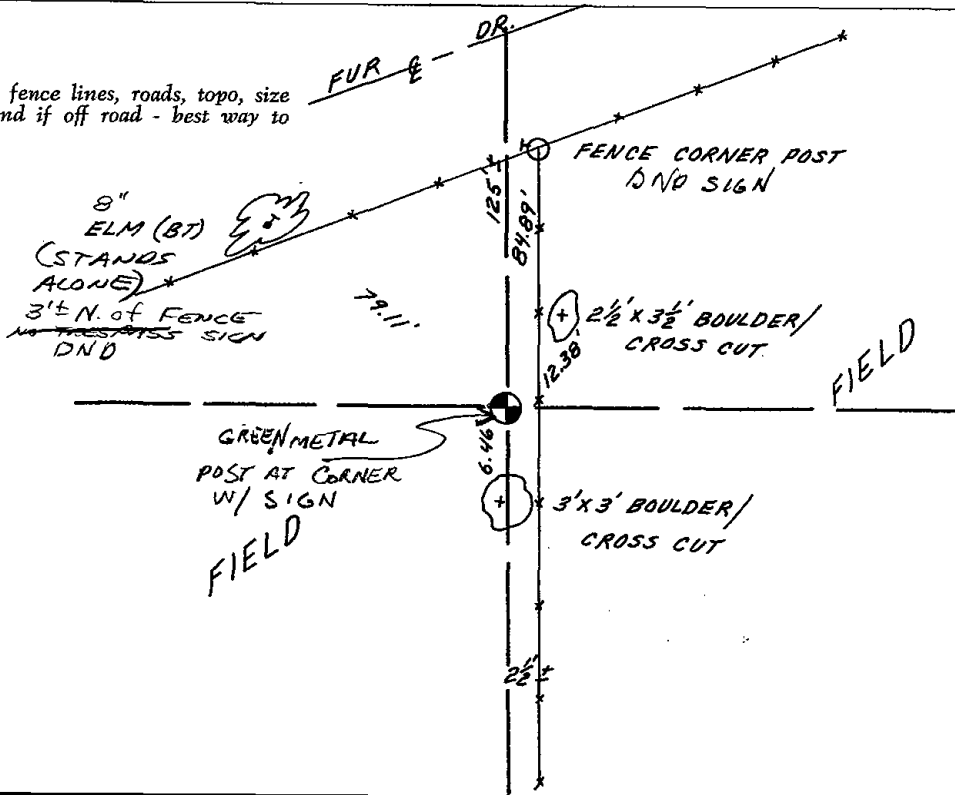 DR.
FUR ℄
fence lines, roads, topo, size
nd if off road - best way to
FENCE CORNER POST
DND SIGN
125'±
84.89'
8"
ELM (BT)
(STANDS
ALONE)
3'± N. of FENCE
NO TRESPASS SIGN
DND
79.11'
2½' X 3½' BOULDER/
CROSS CUT
12.38'
FIELD
GREEN METAL
POST AT CORNER
W/ SIGN
6.46'
3' X 3' BOULDER/
CROSS CUT
FIELD
2½'±